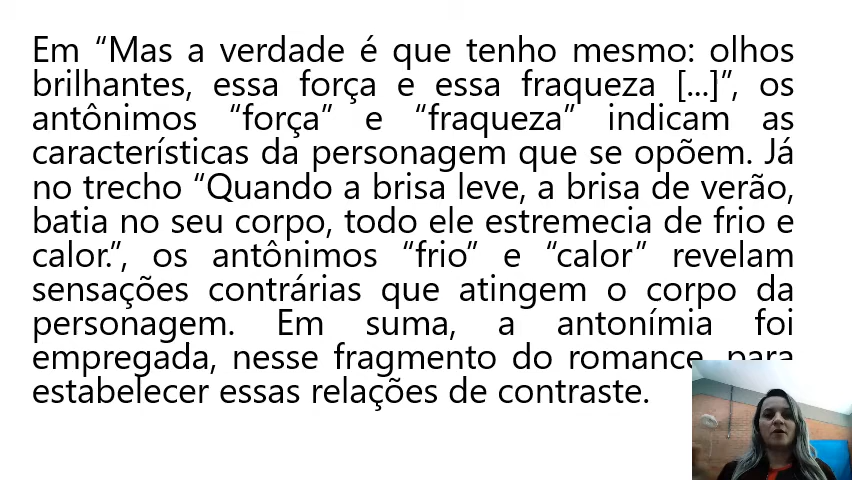 Em “Mas a verdade é que tenho mesmo: olhos
brilhantes, essa força e essa fraqueza [...]”, os
antônimos “força” e “fraqueza” indicam as
características da personagem que se opõem. Já
no trecho “Quando a brisa leve, a brisa de verão,
batia no seu corpo, todo ele estremecia de frio e
calor.”, os antônimos “frio” e “calor” revelam
sensações contrárias que atingem o corpo da
personagem. Em suma, a antonímia foi
empregada, nesse fragmento do romance, para
estabelecer essas relações de contraste.